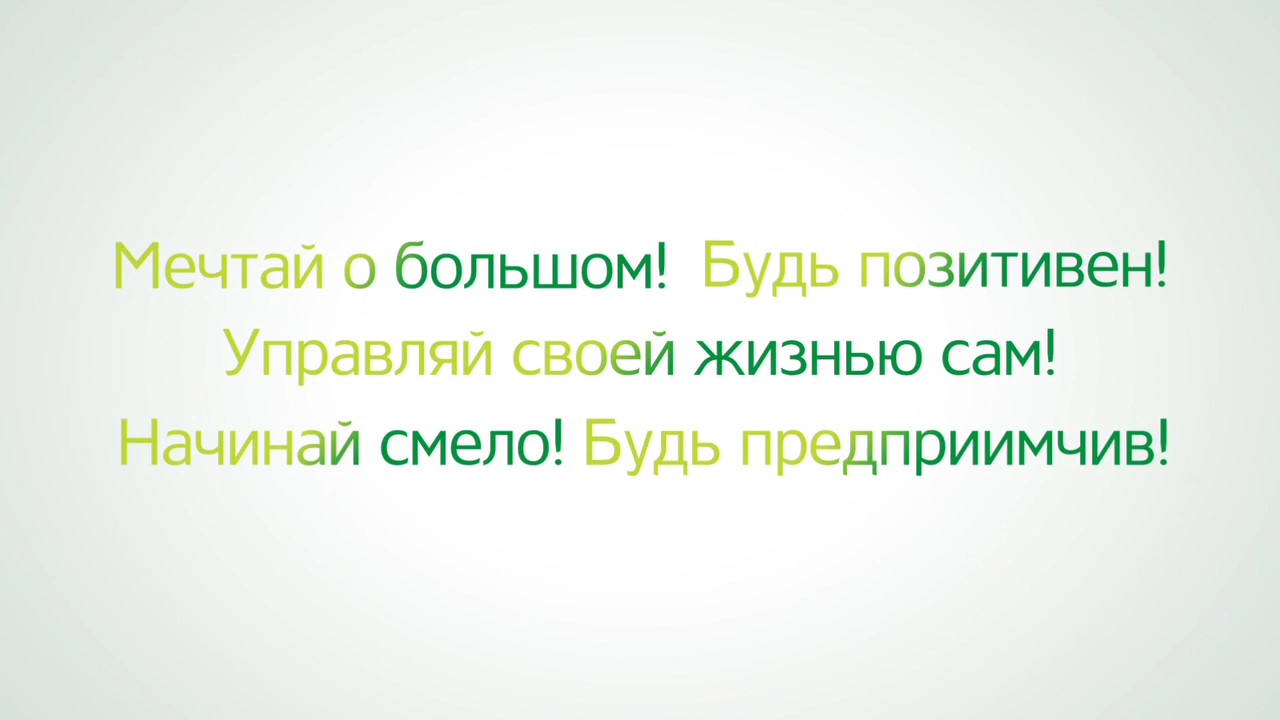 Мечтай о большом! Будь позитивен!
Управляй своей жизнью сам!
Начинай смело! Будь предприимчив!